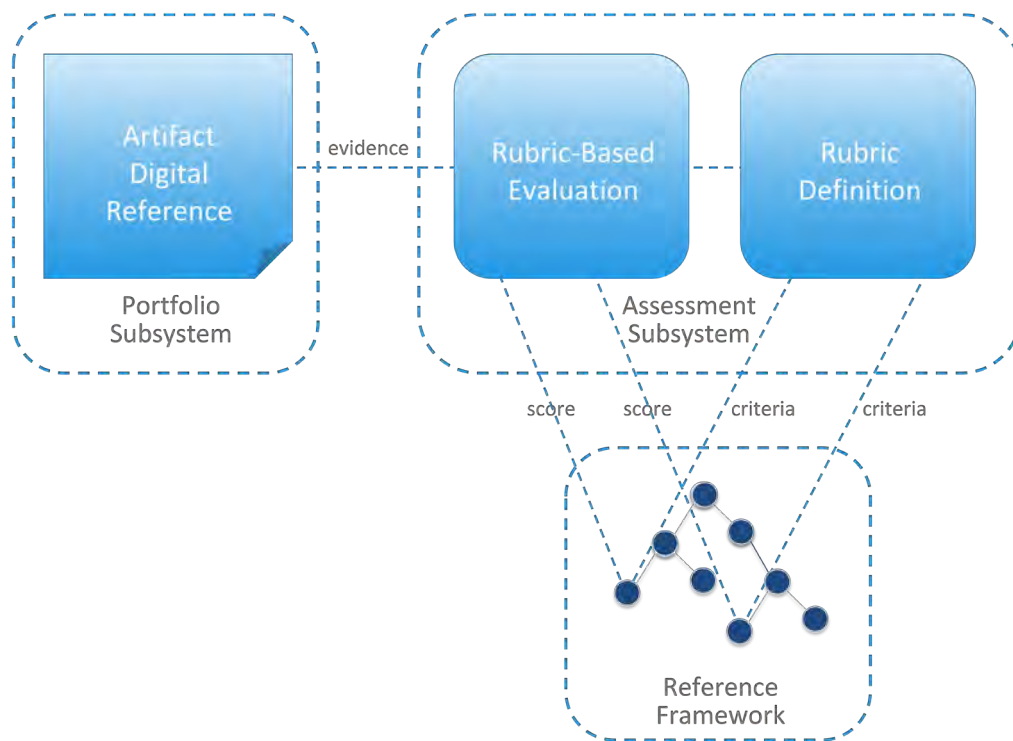 Artifact
Digital
Reference
evidence
Rubric-Based
Evaluation
Rubric
Definition
Portfolio
Subsystem
Assessment
Subsystem
score
score
criteria
criteria
Reference
Framework